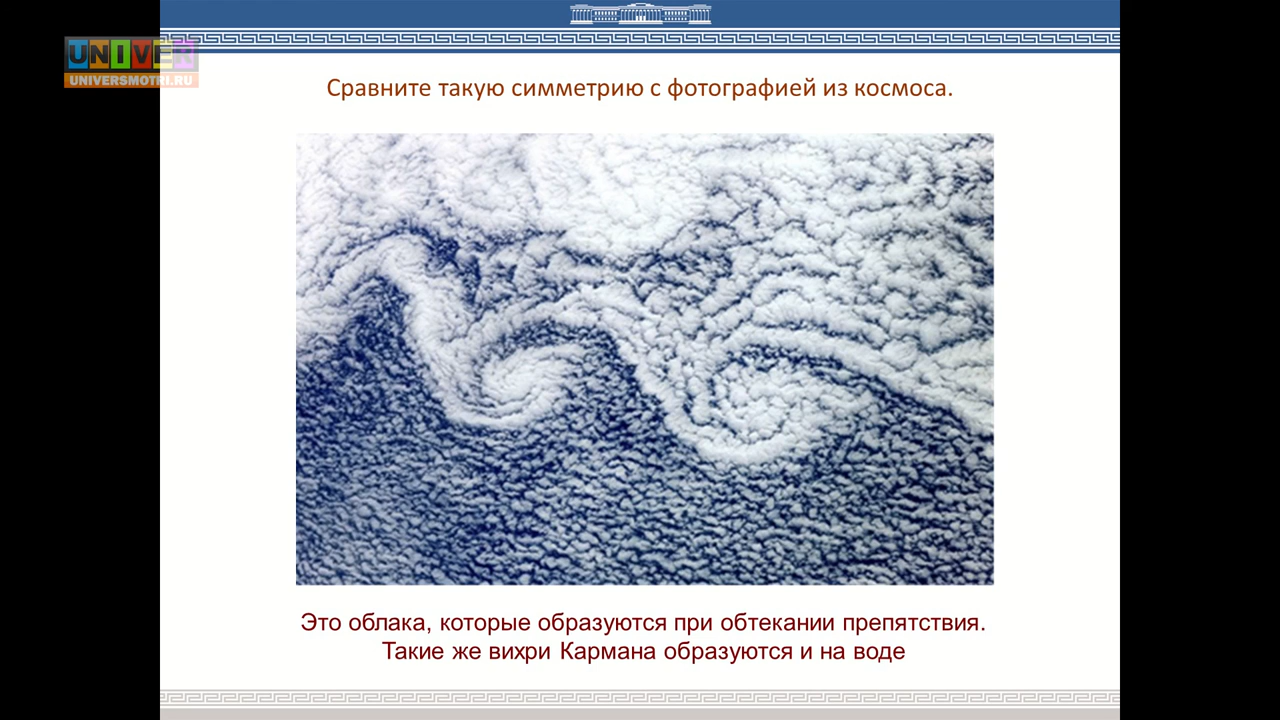 UNIVER
UNIVERSMOTRI.RU
Сравните такую симметрию с фотографией из космоса.
Это облака, которые образуются при обтекании препятствия.
Такие же вихри Кармана образуются и на воде